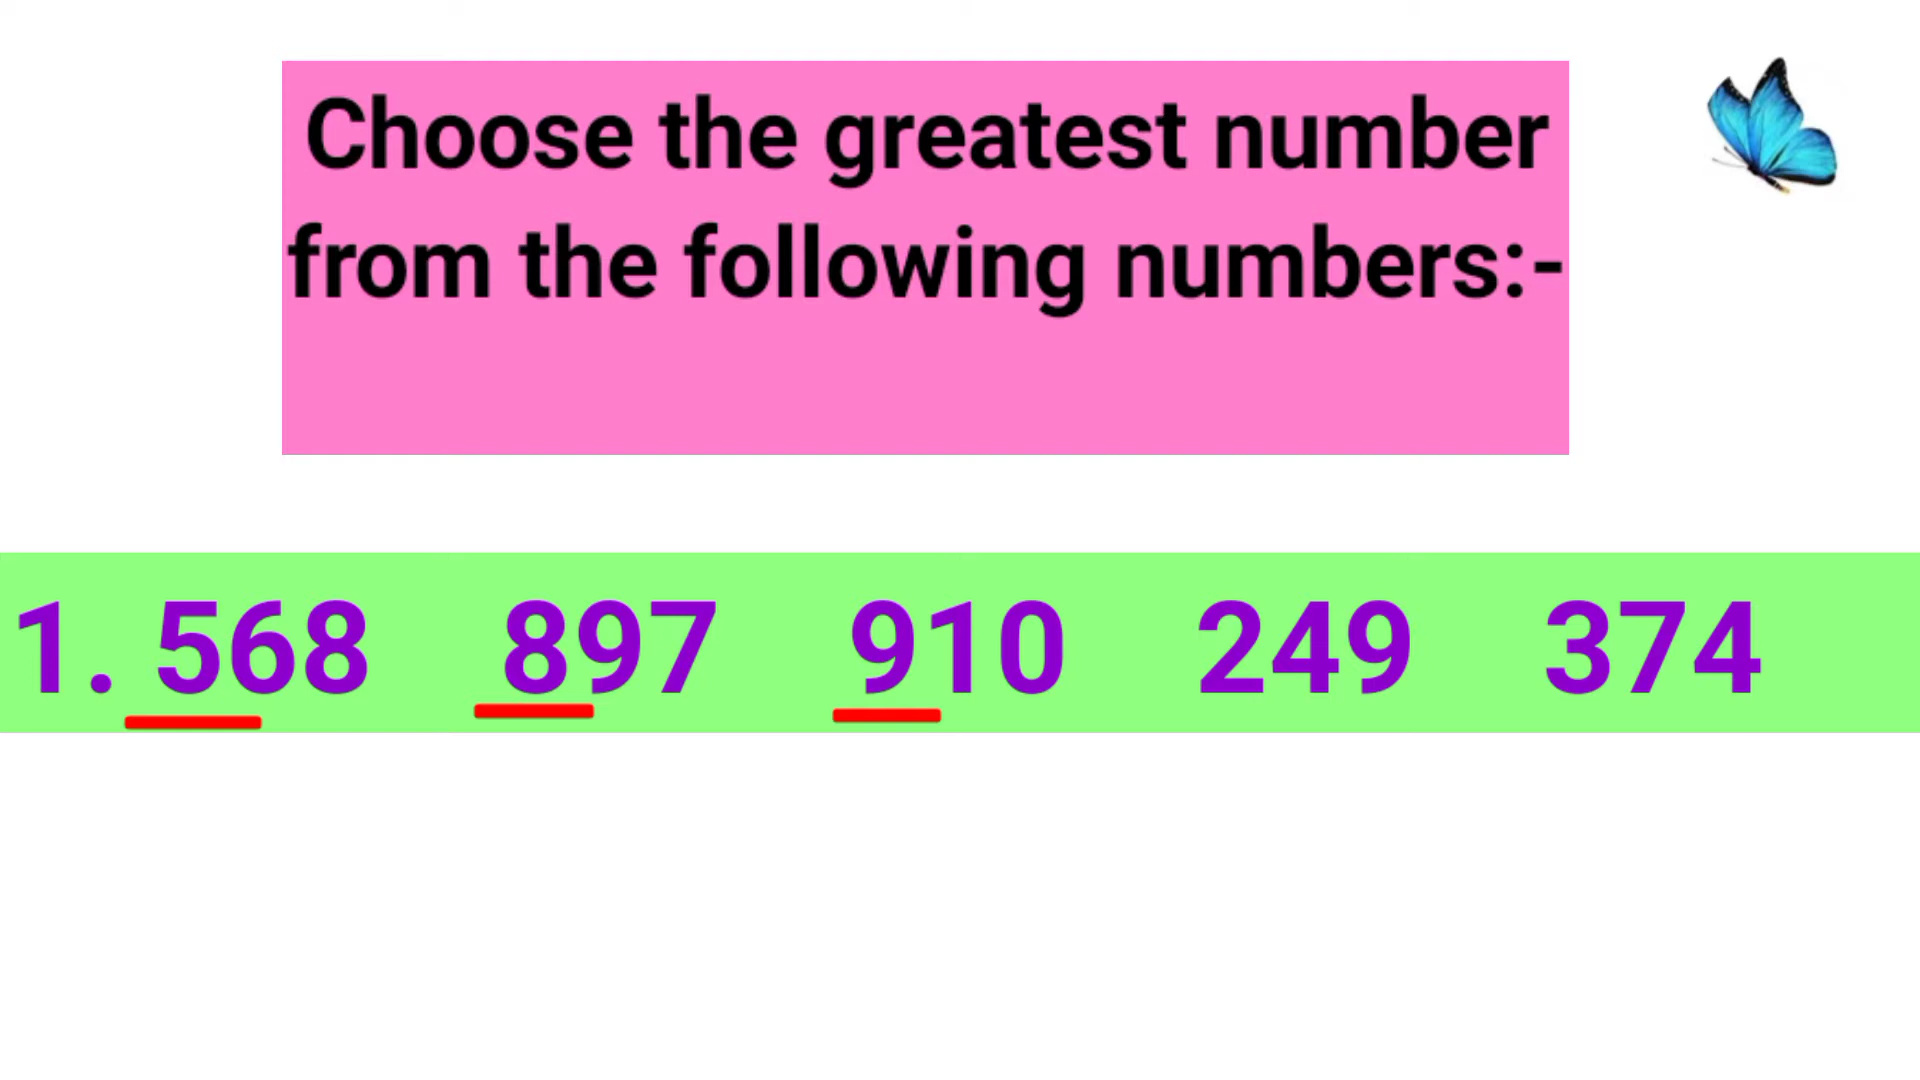 Choose the greatest number
from the following numbers:-
1. 568 897 910 249 374